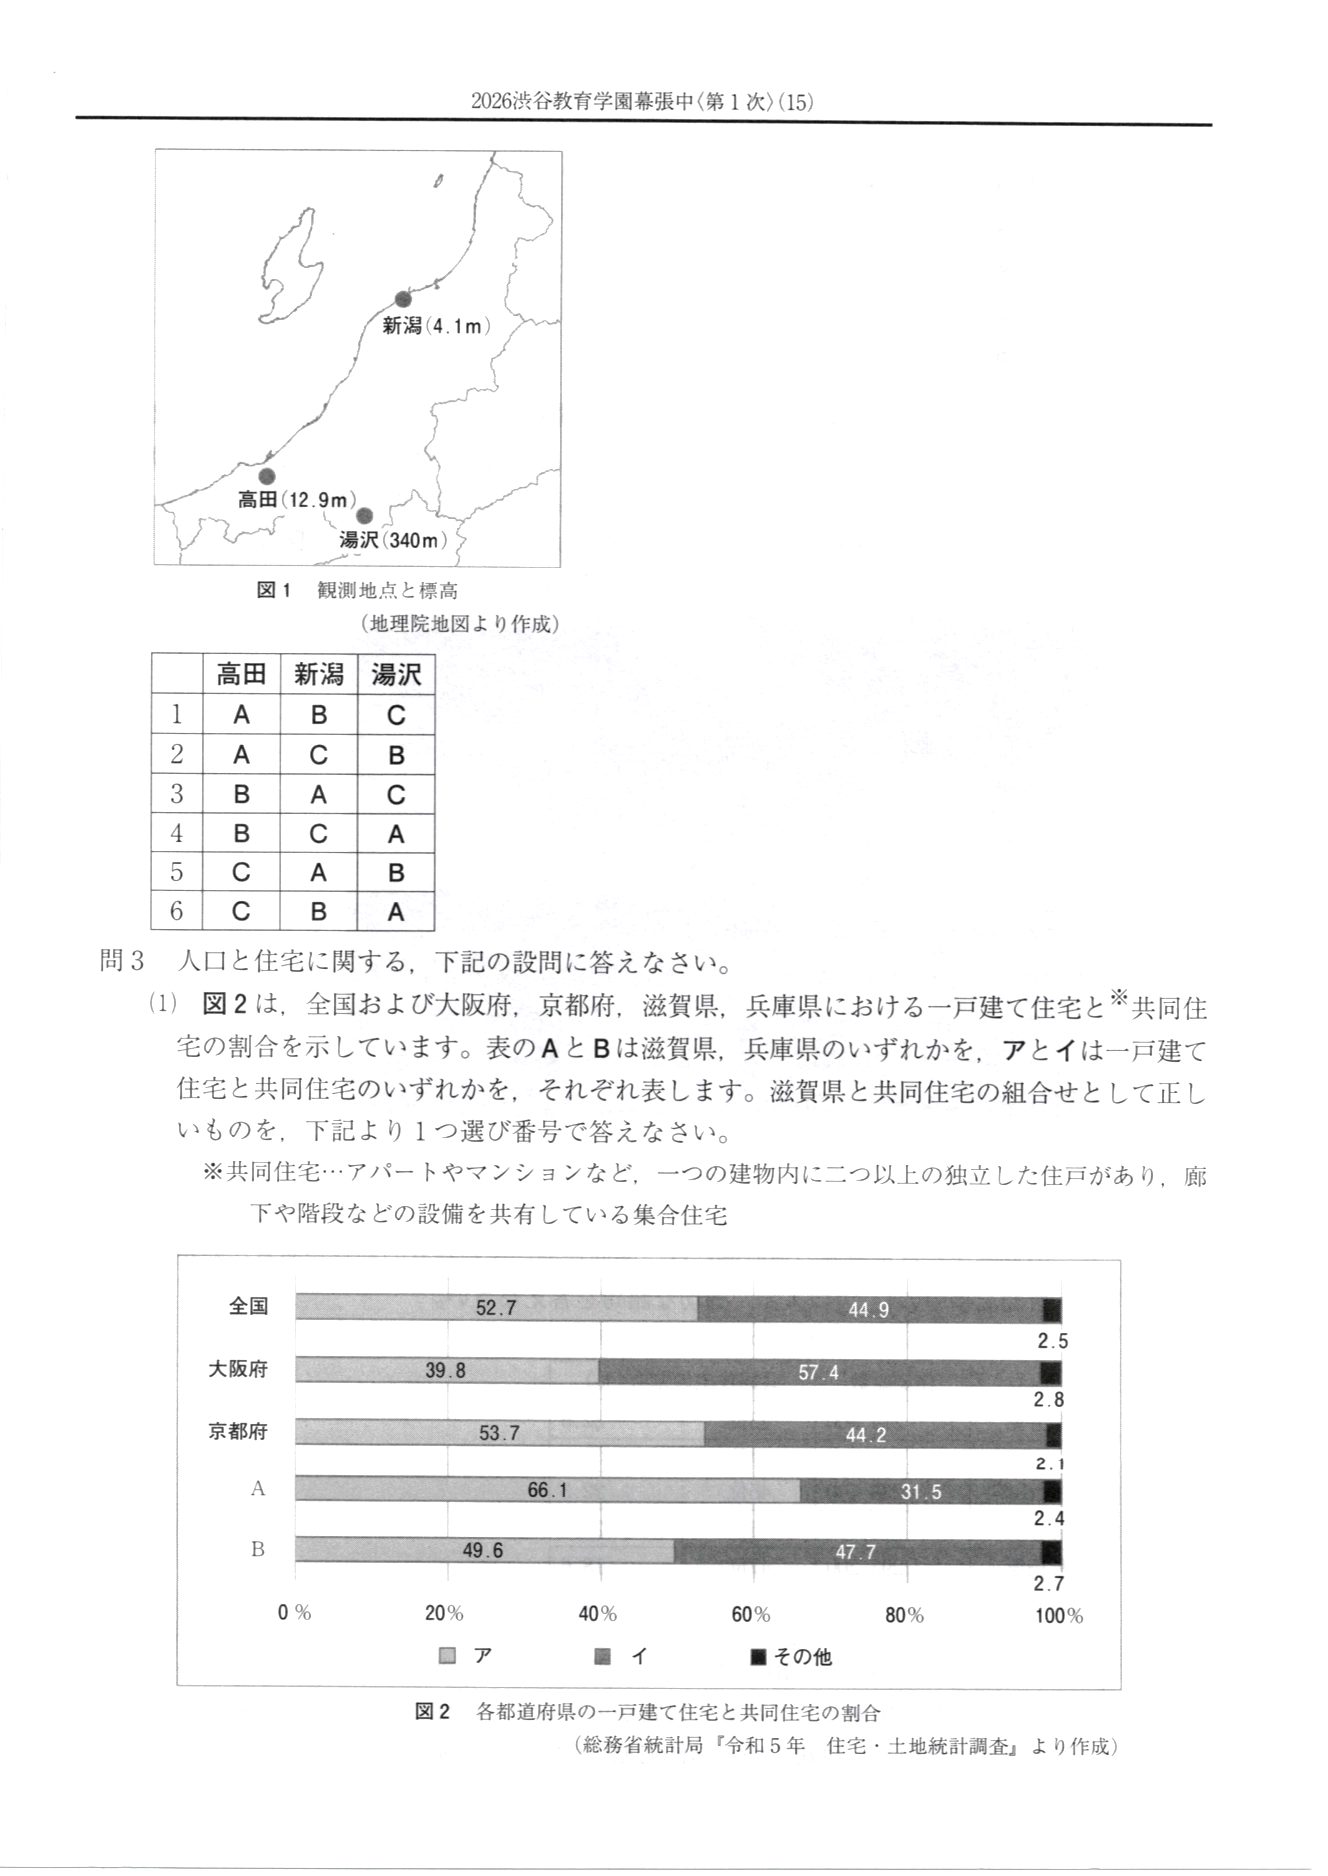 2026渋谷教育学園幕張中〈第1次〉(15)
新潟(4.1m)
高田(12.9m)
湯沢(340m)
図1 観測地点と標高
(地理院地図より作成)
高田 新潟 湯沢
1 A B C
2 A C B
3 B A C
4 B C A
5 C A B
6 C B A
問3 人口と住宅に関する，下記の設問に答えなさい。
(1) 図2は，全国および大阪府，京都府，滋賀県，兵庫県における一戸建て住宅と※共同住
宅の割合を示しています。表のAとBは滋賀県，兵庫県のいずれかを，アとイは一戸建て
住宅と共同住宅のいずれかを，それぞれ表します。滋賀県と共同住宅の組合せとして正し
いものを，下記より1つ選び番号で答えなさい。
※共同住宅…アパートやマンションなど，一つの建物内に二つ以上の独立した住戸があり，廊
下や階段などの設備を共有している集合住宅
全国 52.7 44.9
2.5
大阪府 39.8 57.4
2.8
京都府 53.7 44.2
2.1
A 66.1 31.5
2.4
B 49.6 47.7
2.7
0% 20% 40% 60% 80% 100%
ア イ その他
図2 各都道府県の一戸建て住宅と共同住宅の割合
(総務省統計局『令和5年 住宅・土地統計調査』より作成)